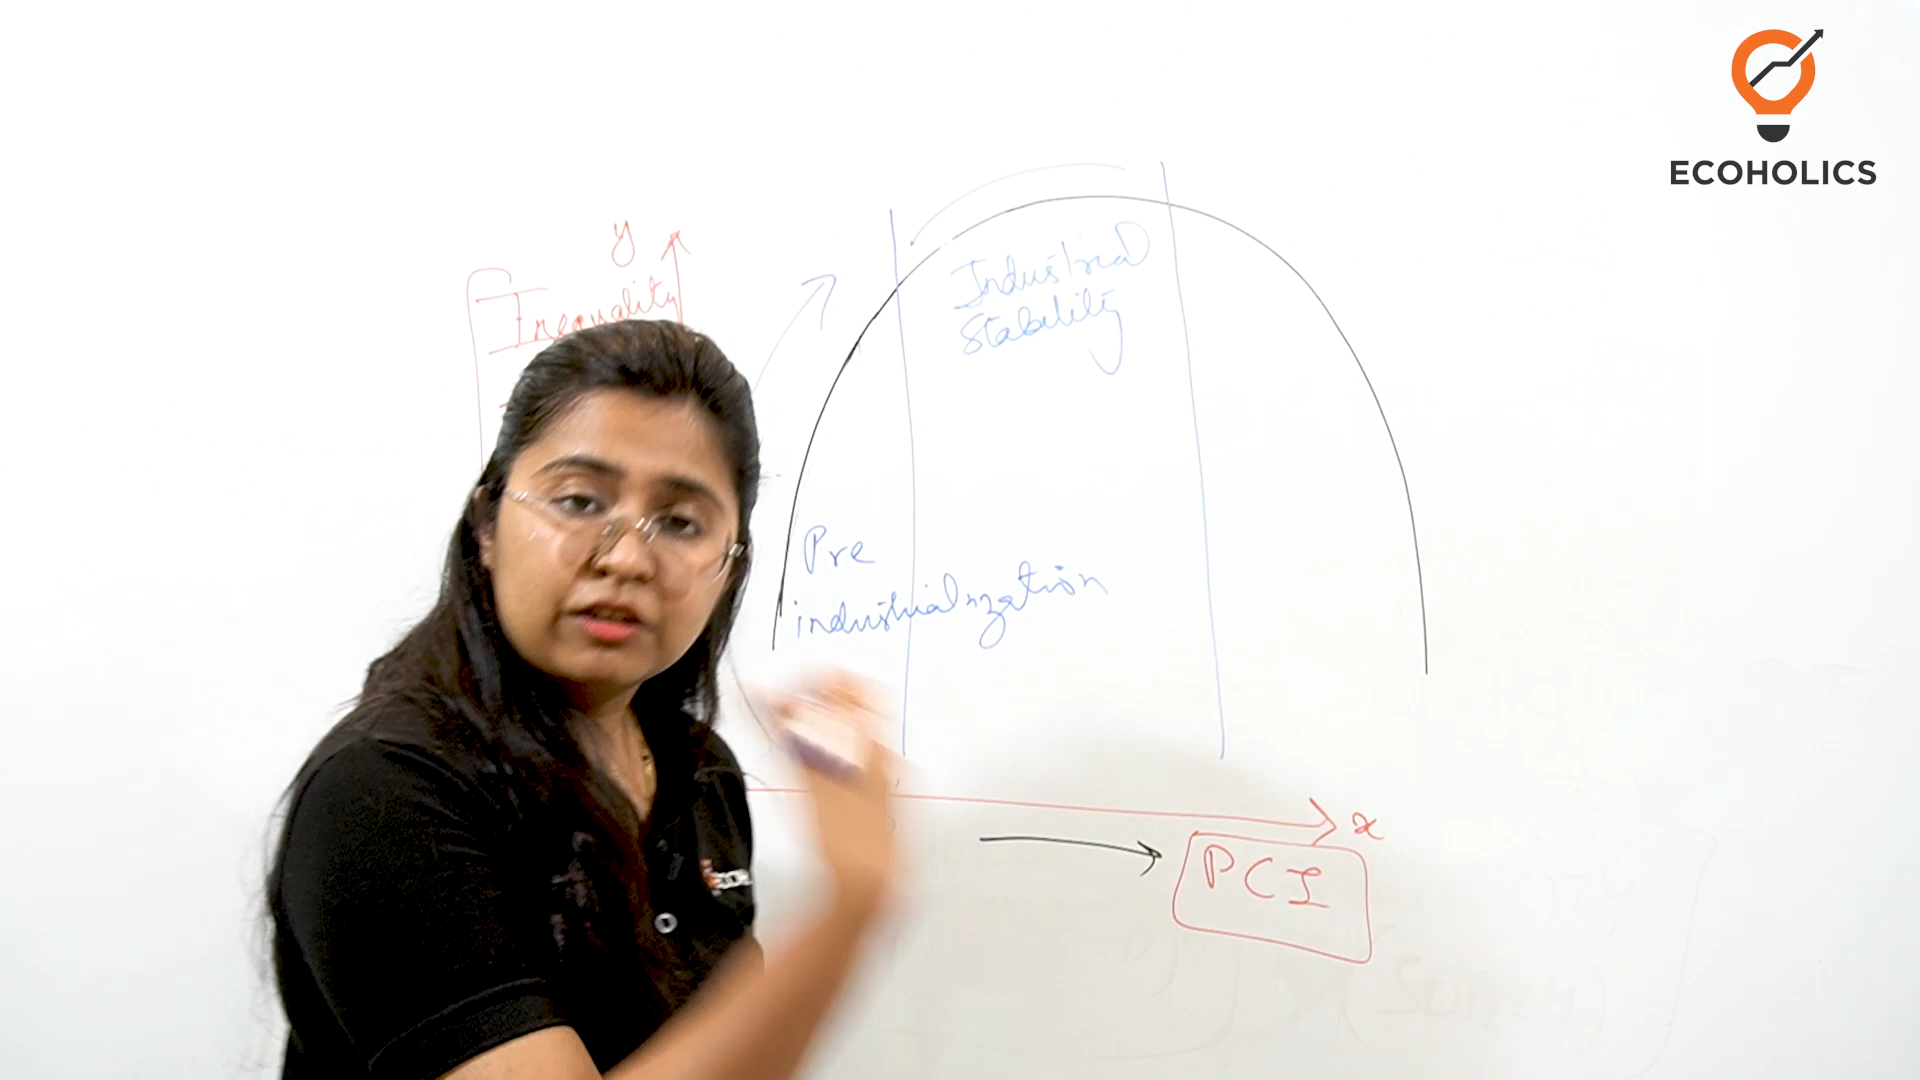 ECOHOLICS
y
Inequality
Industrial
Stability
Pre
industrialization
x
PCI